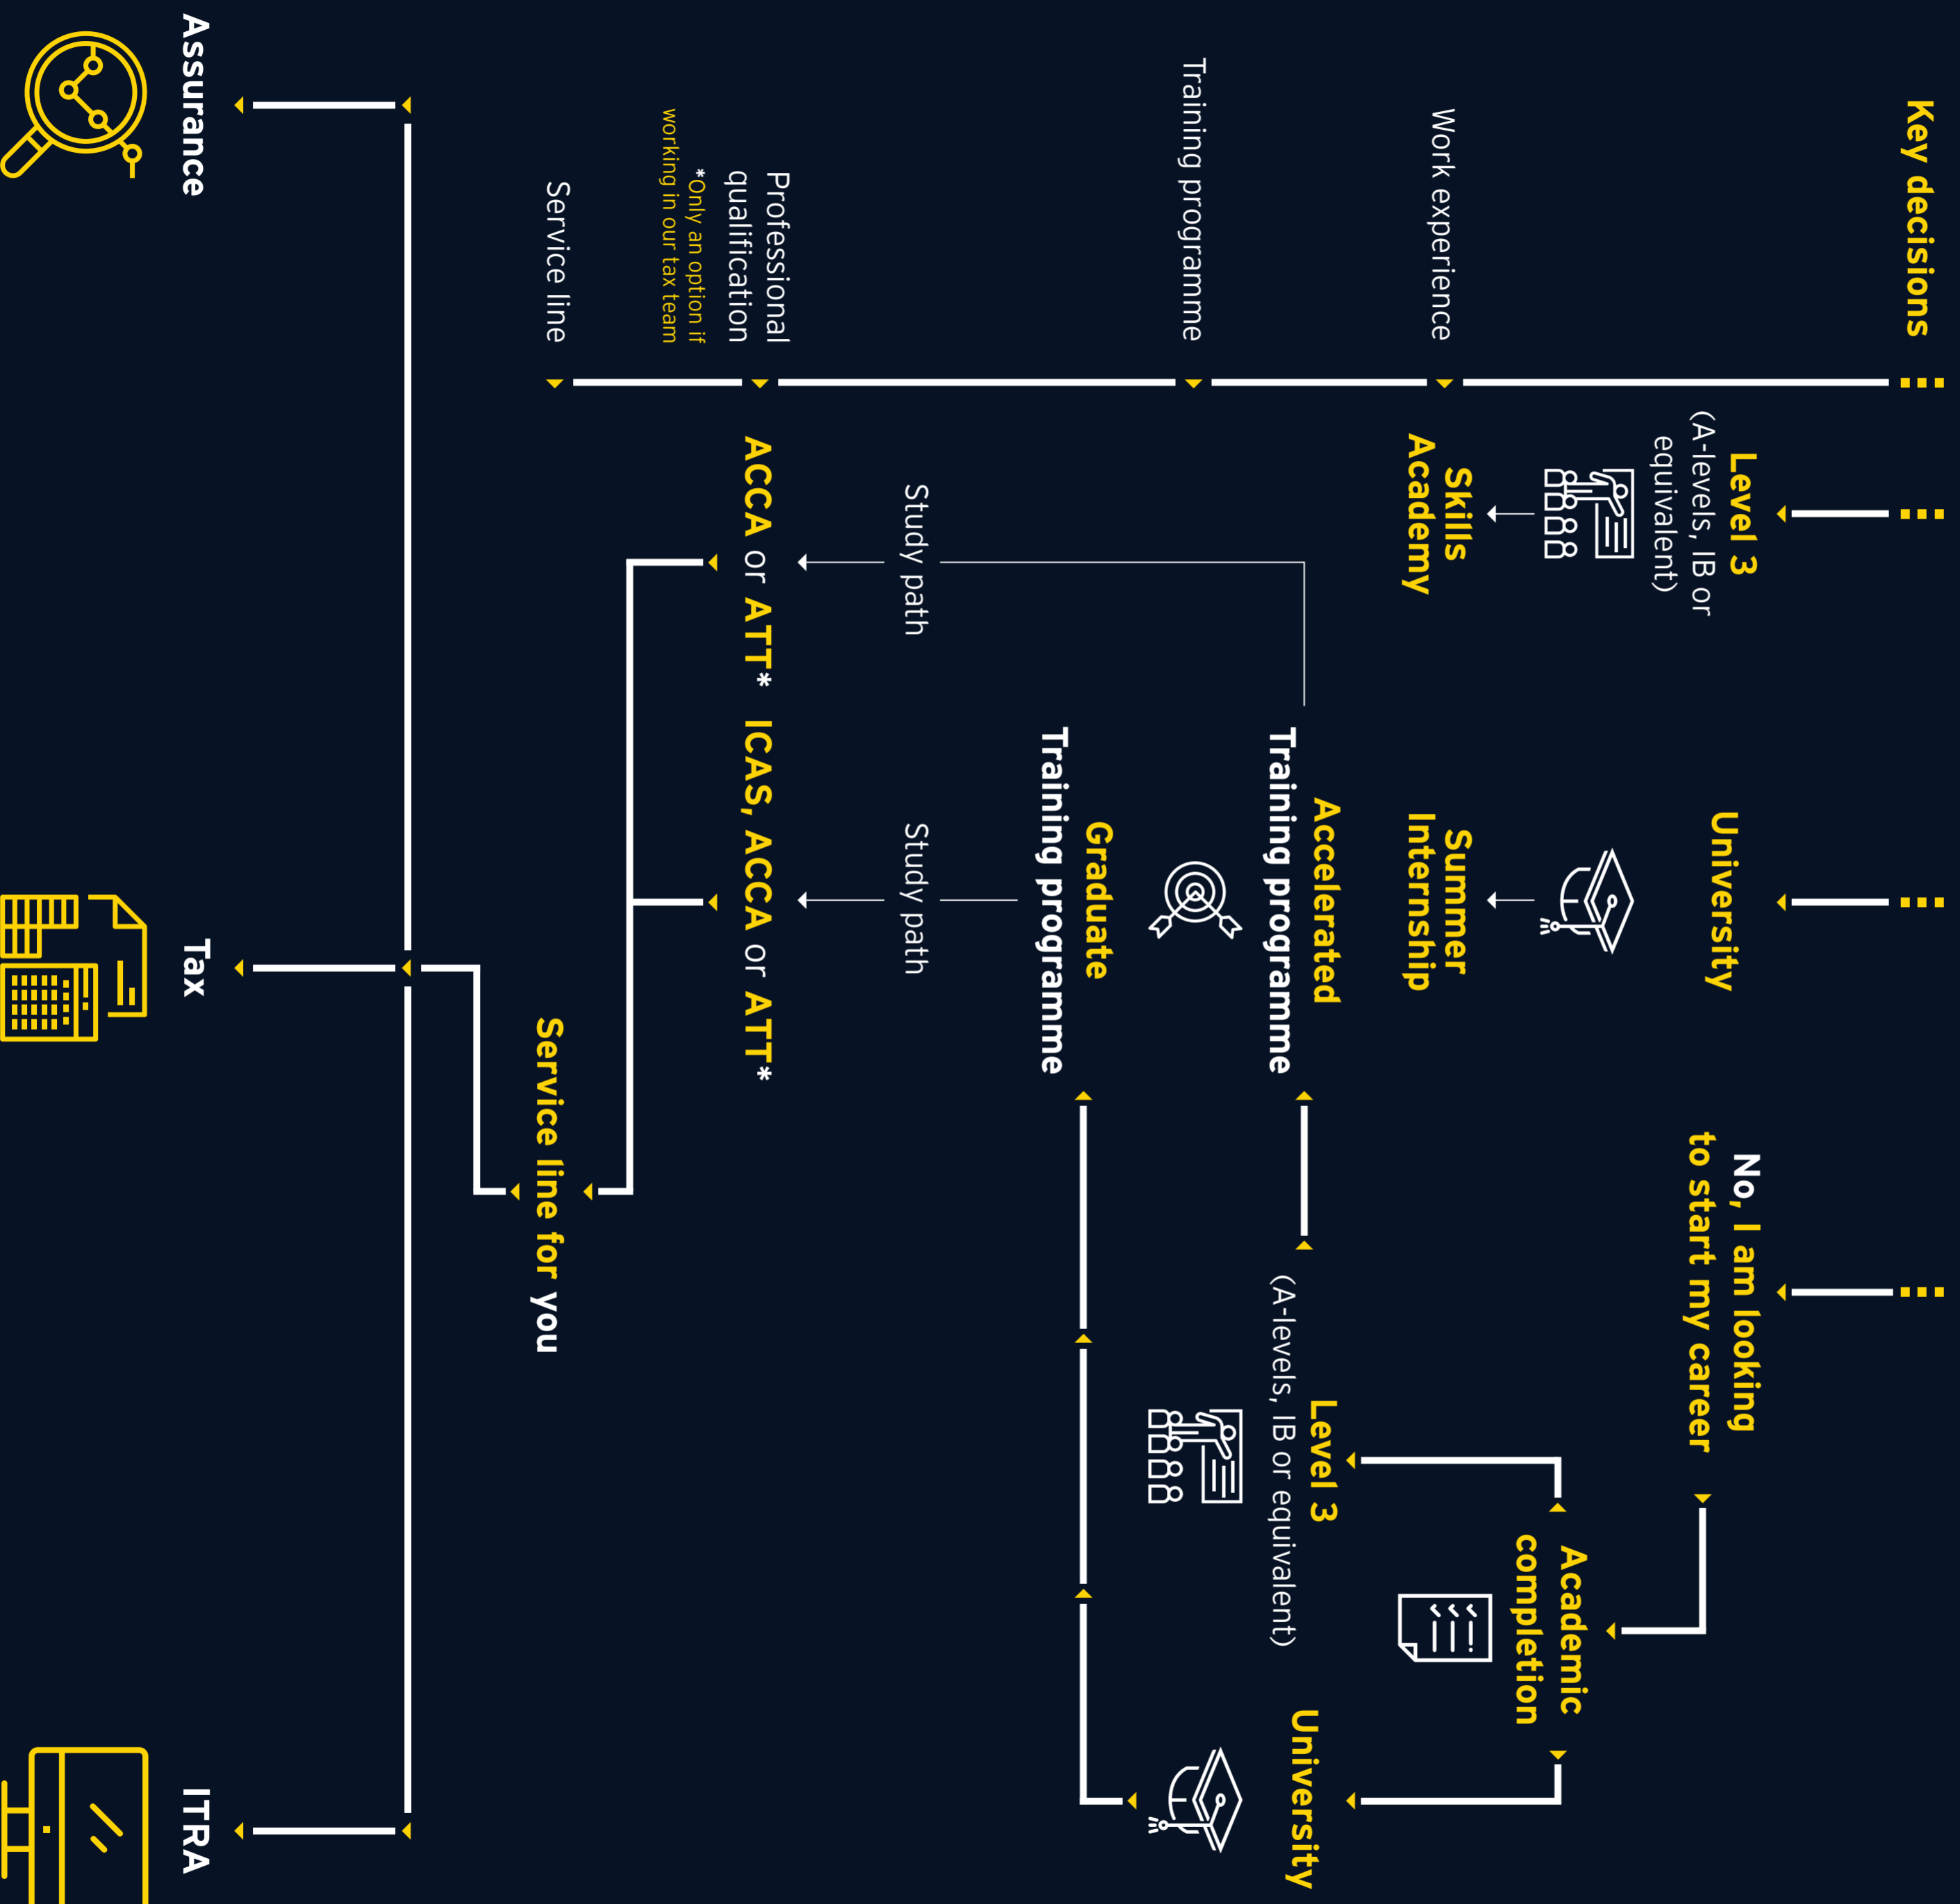 Key decisions
Level 3
(A-levels, IB or
equivalent)
University
No, I am looking
to start my career
Work experience
Skills
Academy
Summer
Internship
Academic
completion
Training programme
Accelerated
Training programme
Level 3
(A-levels, IB or equivalent)
University
Graduate
Training programme
Study path
Study path
Professional
qualification
*Only an option if
working in our tax team
ACCA or ATT*
ICAS, ACCA or ATT*
Service line
Service line for you
Assurance
Tax
ITRA